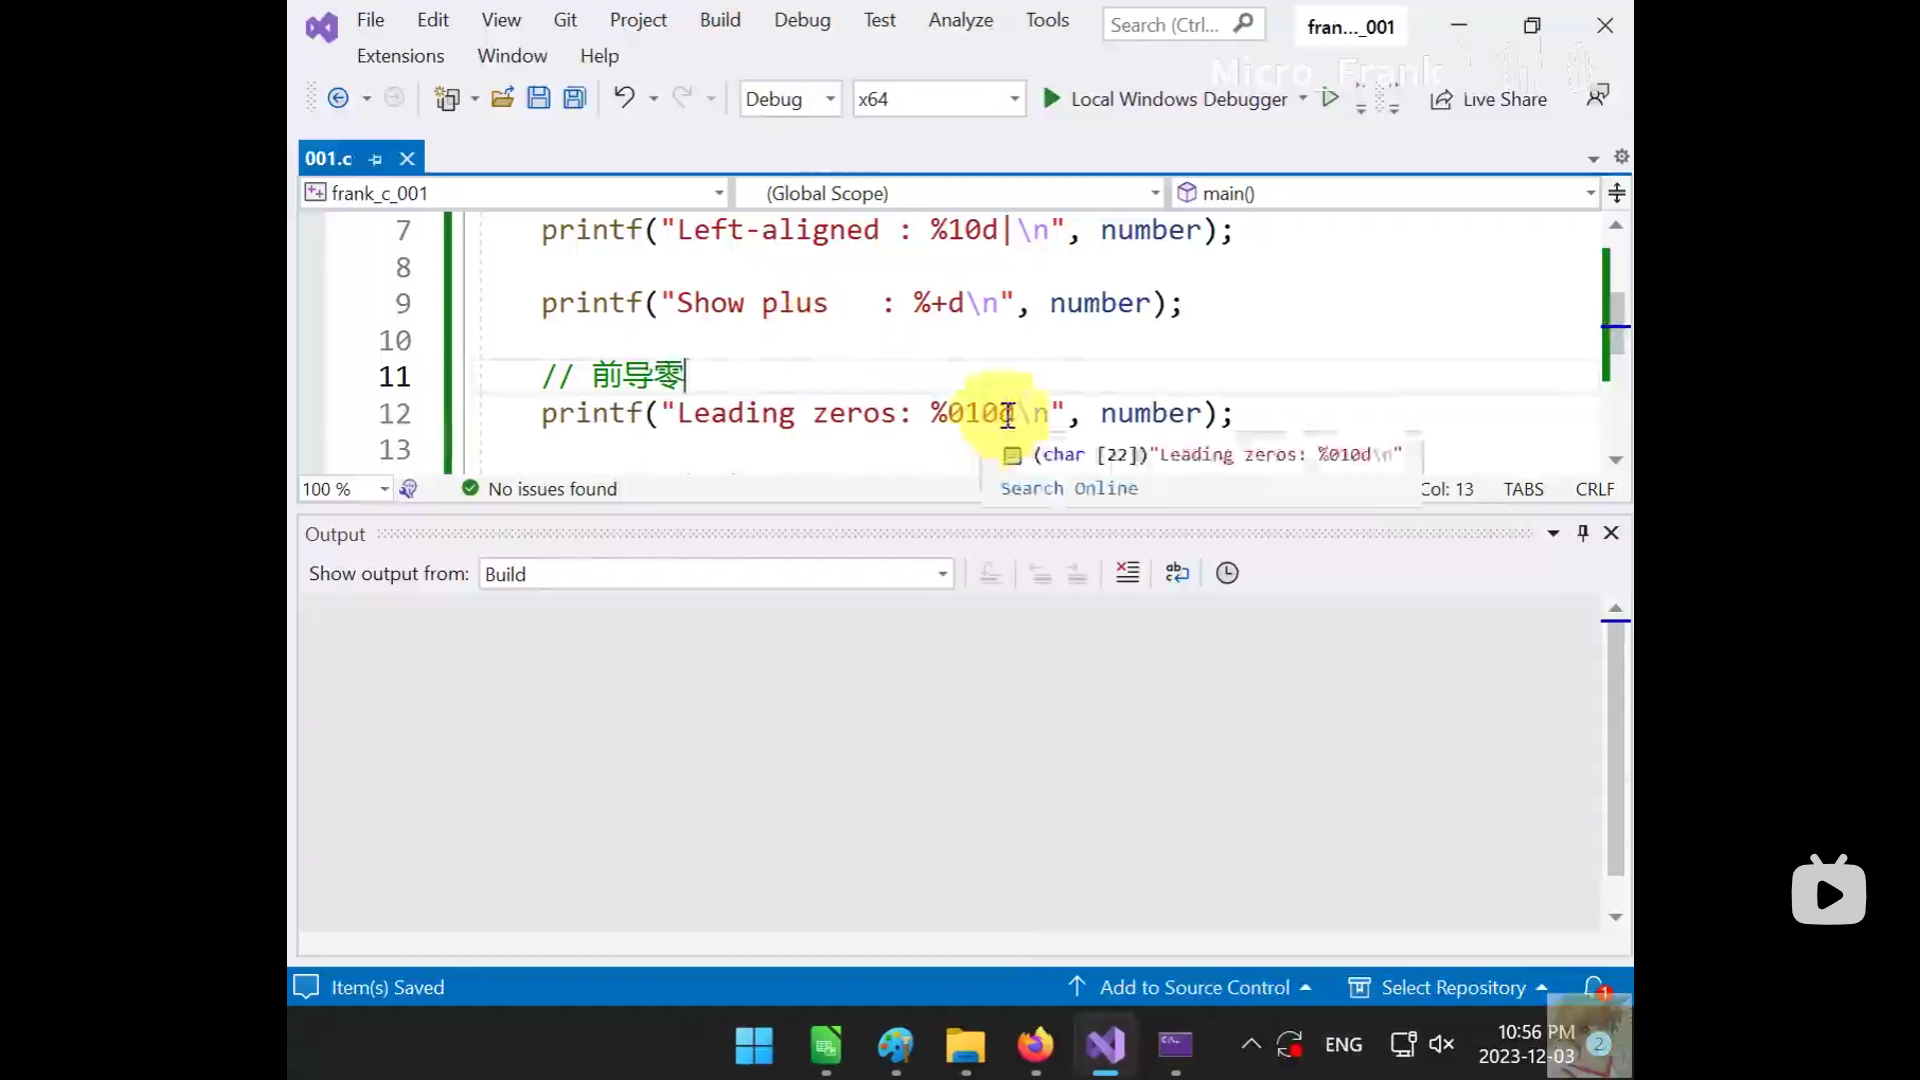 File Edit View Git Project Build Debug Test Analyze Tools Search (Ctrl... fran..._001
Extensions Window Help
Micro_Frank
Debug x64 Local Windows Debugger Live Share
001.c
frank_c_001 (Global Scope) main()
7 printf("Left-aligned : %10d|\n", number);
8
9 printf("Show plus   : %+d\n", number);
10
11 // 前导零
12 printf("Leading zeros: %010d\n", number);
13
(char [22])"Leading zeros: %010d\n"
100 % No issues found Col: 13 TABS CRLF
Search Online
Output
Show output from: Build
Item(s) Saved Add to Source Control Select Repository 1
10:56 PM
ENG
2023-12-03 2